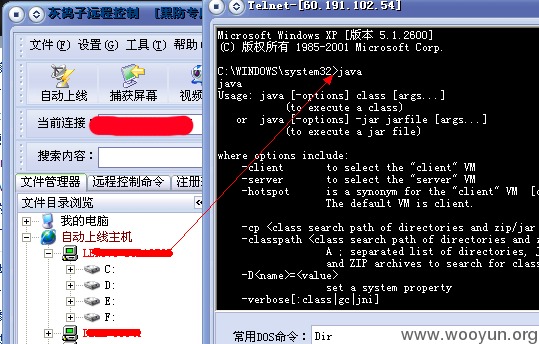 灰鸽子远程控制 【黑防专
文件(F) 设置(G) 工具(T) 帮助
自动上线 捕获屏幕 视频
当前连接:
搜索内容:
文件管理器 远程控制命令 注册
文件目录浏览
我的电脑
自动上线主机
C:
D:
E:
F:
Telnet-[60.191.102.54]
Microsoft Windows XP [版本 5.1.2600]
(C) 版权所有 1985-2001 Microsoft Corp.
C:\WINDOWS\system32>java
java
Usage: java [-options] class [args...]
(to execute a class)
or java [-options] -jar jarfile [args...]
(to execute a jar file)
where options include:
-client to select the "client" VM
-server to select the "server" VM
-hotspot is a synonym for the "client" VM [d
The default VM is client.
-cp <class search path of directories and zip/jar
-classpath <class search path of directories and z
A ; separated list of directories, J
and ZIP archives to search for class
-D<name>=<value>
set a system property
-verbose[:class|gc|jni]
常用DOS命令: Dir
www.wooyun.org